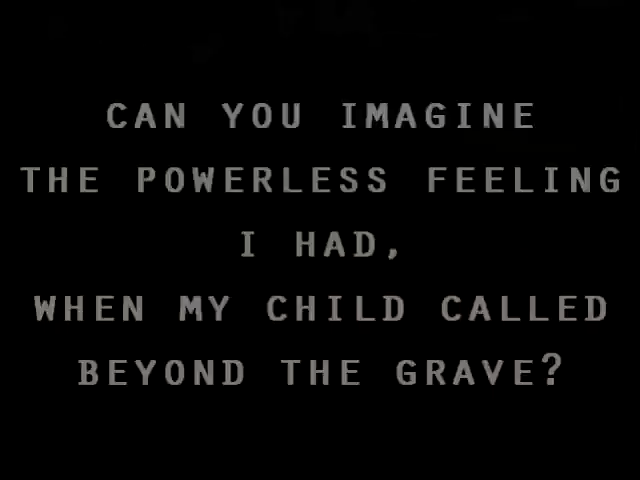 CAN YOU IMAGINE
THE POWERLESS FEELING
I HAD,
WHEN MY CHILD CALLED
BEYOND THE GRAVE?